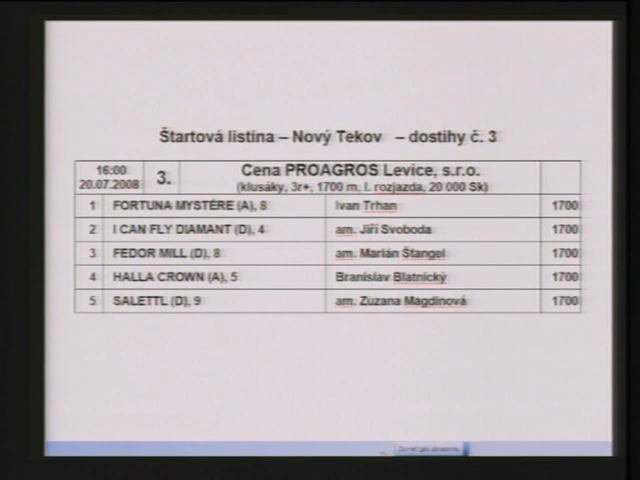 Štartová listina – Nový Tekov – dostihy č. 3
16:00 20.07.2008 3. Cena PROAGROS Levice, s.r.o.
(klusáky, 3r+, 1700 m, I. rozjazda, 20 000 Sk)
1 FORTUNA MYSTÉRE (A), 8 Ivan Trhan 1700
2 I CAN FLY DIAMANT (D), 4 am. Jiří Svoboda 1700
3 FEDOR MILL (D), 8 am. Marián Štangel 1700
4 HALLA CROWN (A), 5 Branislav Blatnický 1700
5 SALETTL (D), 9 am. Zuzana Magdinová 1700